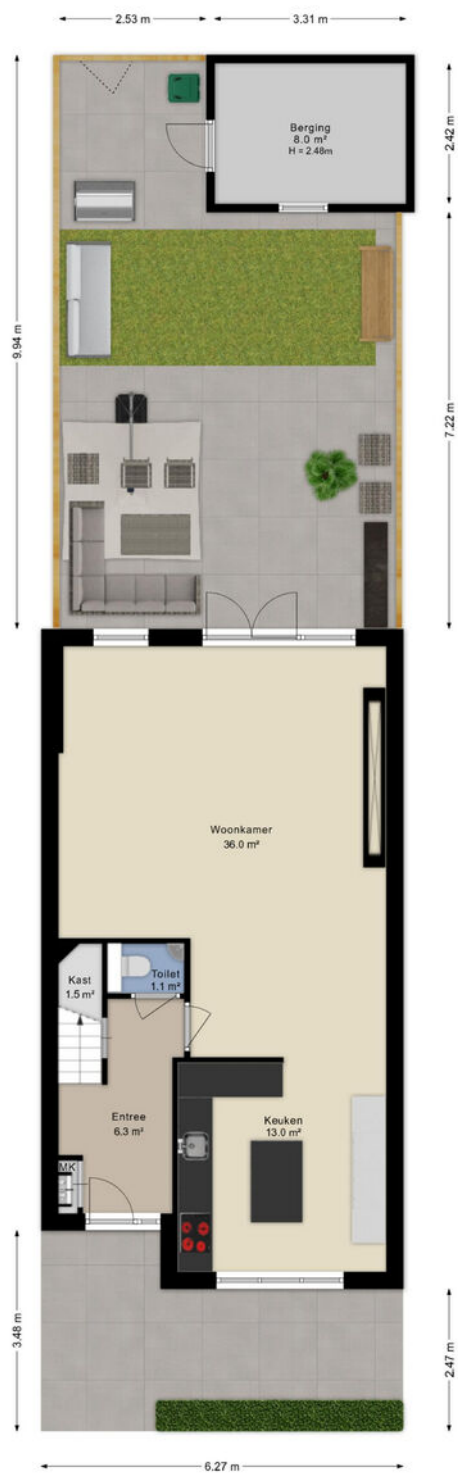 2.53 m
3.31 m
9.94 m
2.42 m
Berging
8.0 m²
H = 2.48m
7.22 m
Woonkamer
36.0 m²
Kast
1.5 m²
Toilet
1.1 m²
Entree
6.3 m²
Keuken
13.0 m²
MK
3.48 m
2.47 m
6.27 m